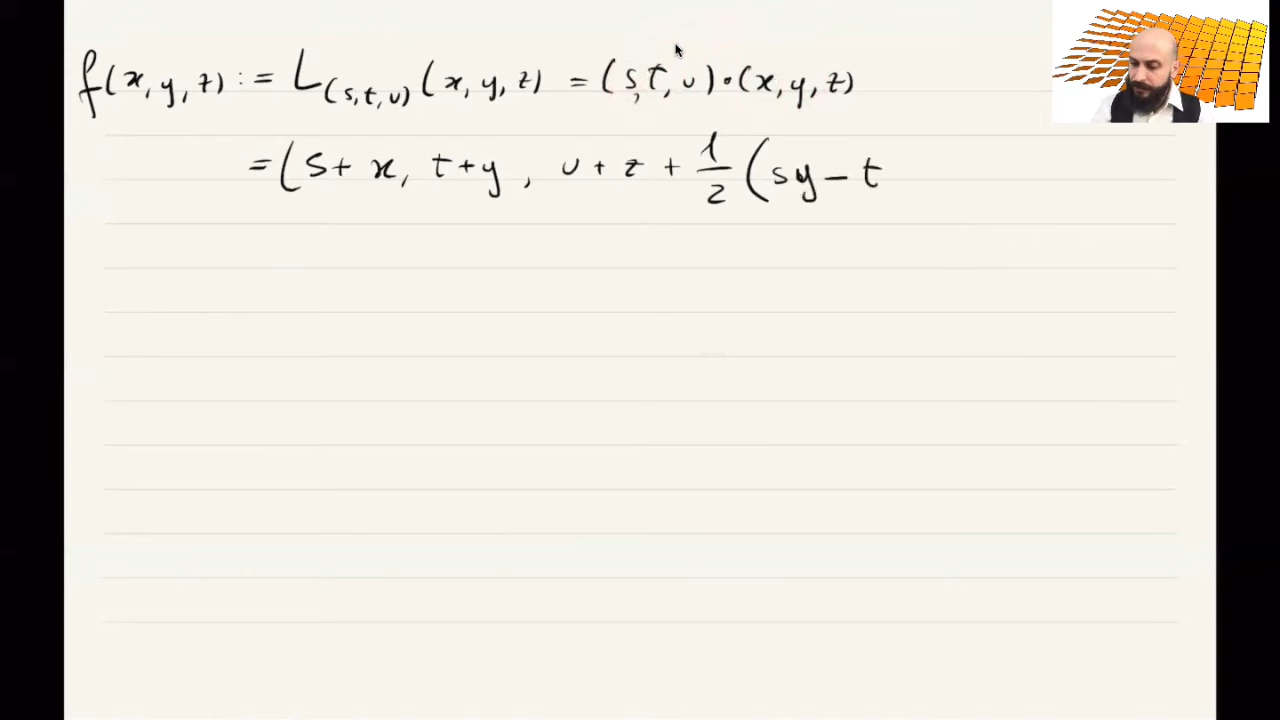 f(x, y, z) := L_(s,t,u) (x, y, z) = (s, t, u) • (x, y, z)
= (s + x, t + y, u + z + 1/2 (sy − t